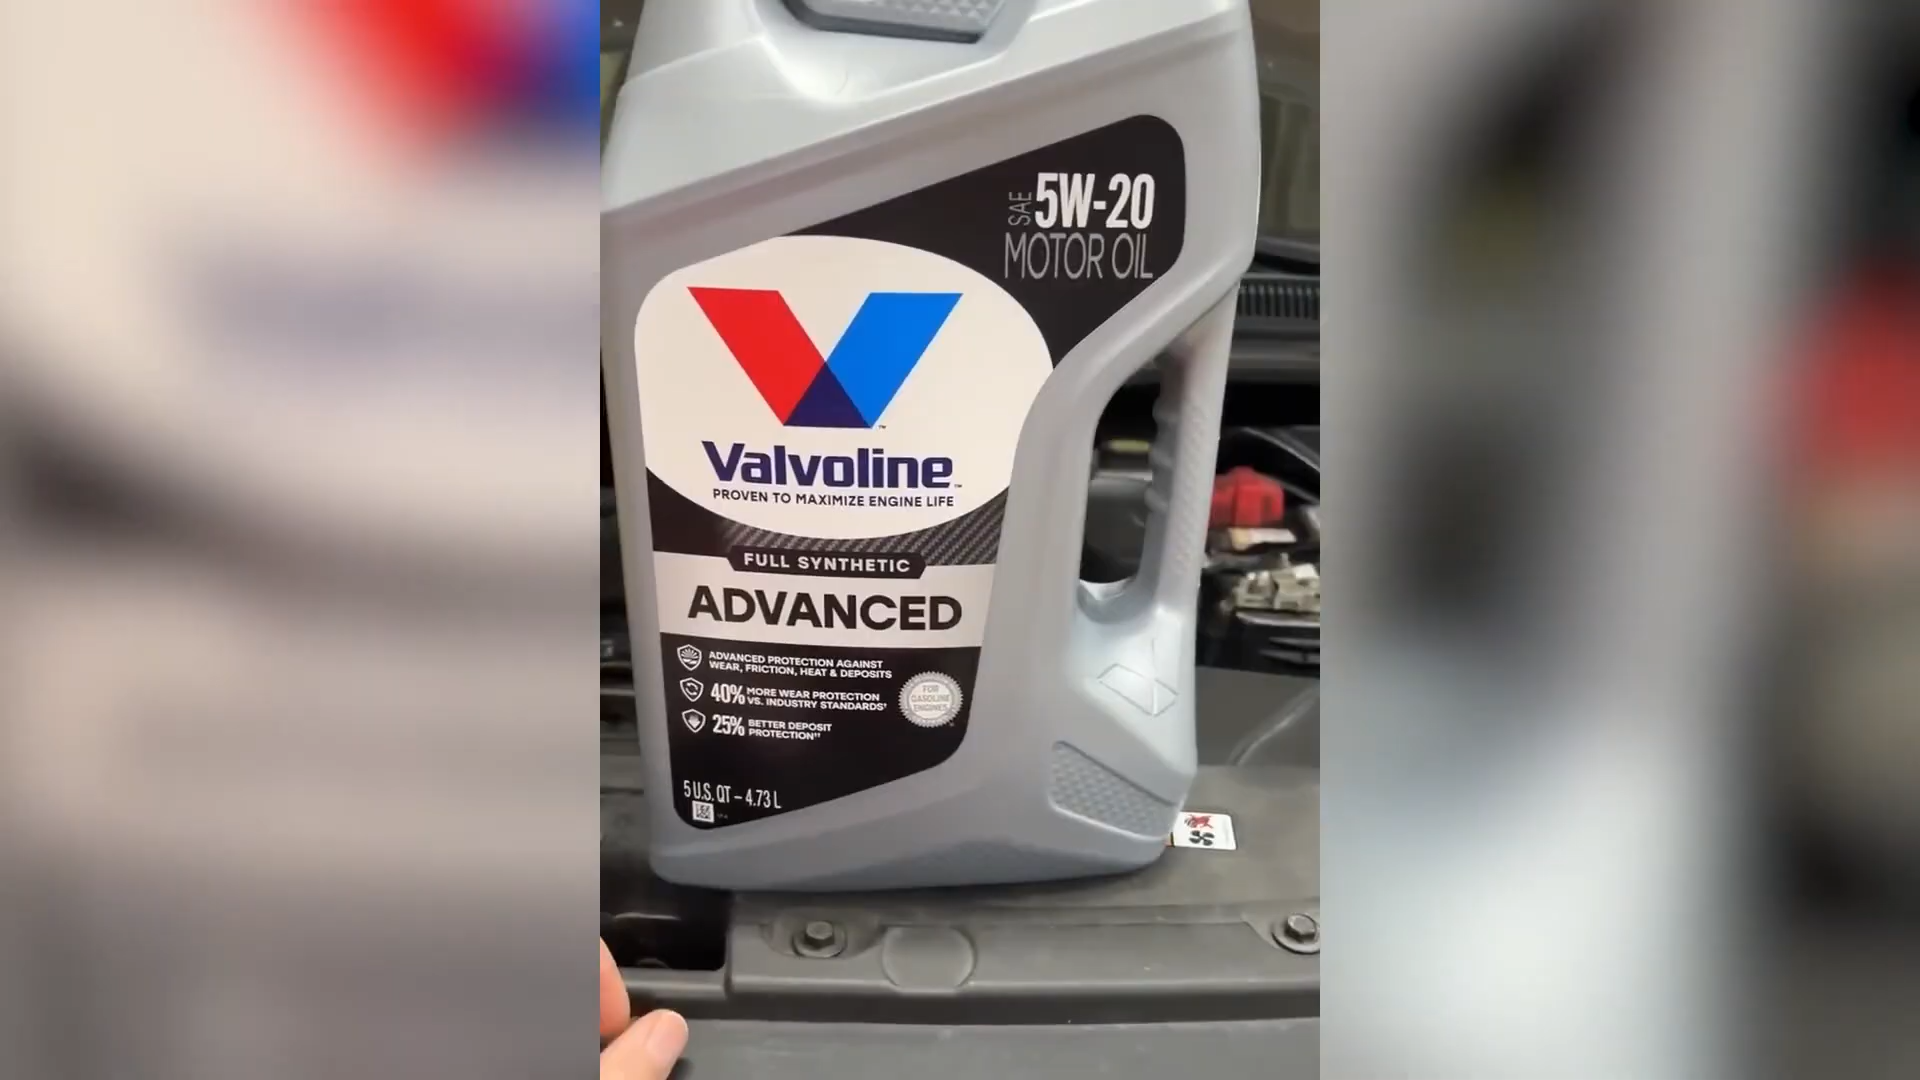 SAE 5W-20
MOTOR OIL
Valvoline™
PROVEN TO MAXIMIZE ENGINE LIFE
FULL SYNTHETIC
ADVANCED
ADVANCED PROTECTION AGAINST
WEAR, FRICTION, HEAT & DEPOSITS
40% MORE WEAR PROTECTION
VS. INDUSTRY STANDARDS†
25% BETTER DEPOSIT
PROTECTION††
FOR
GASOLINE
ENGINES
5 U.S. QT – 4.73 L